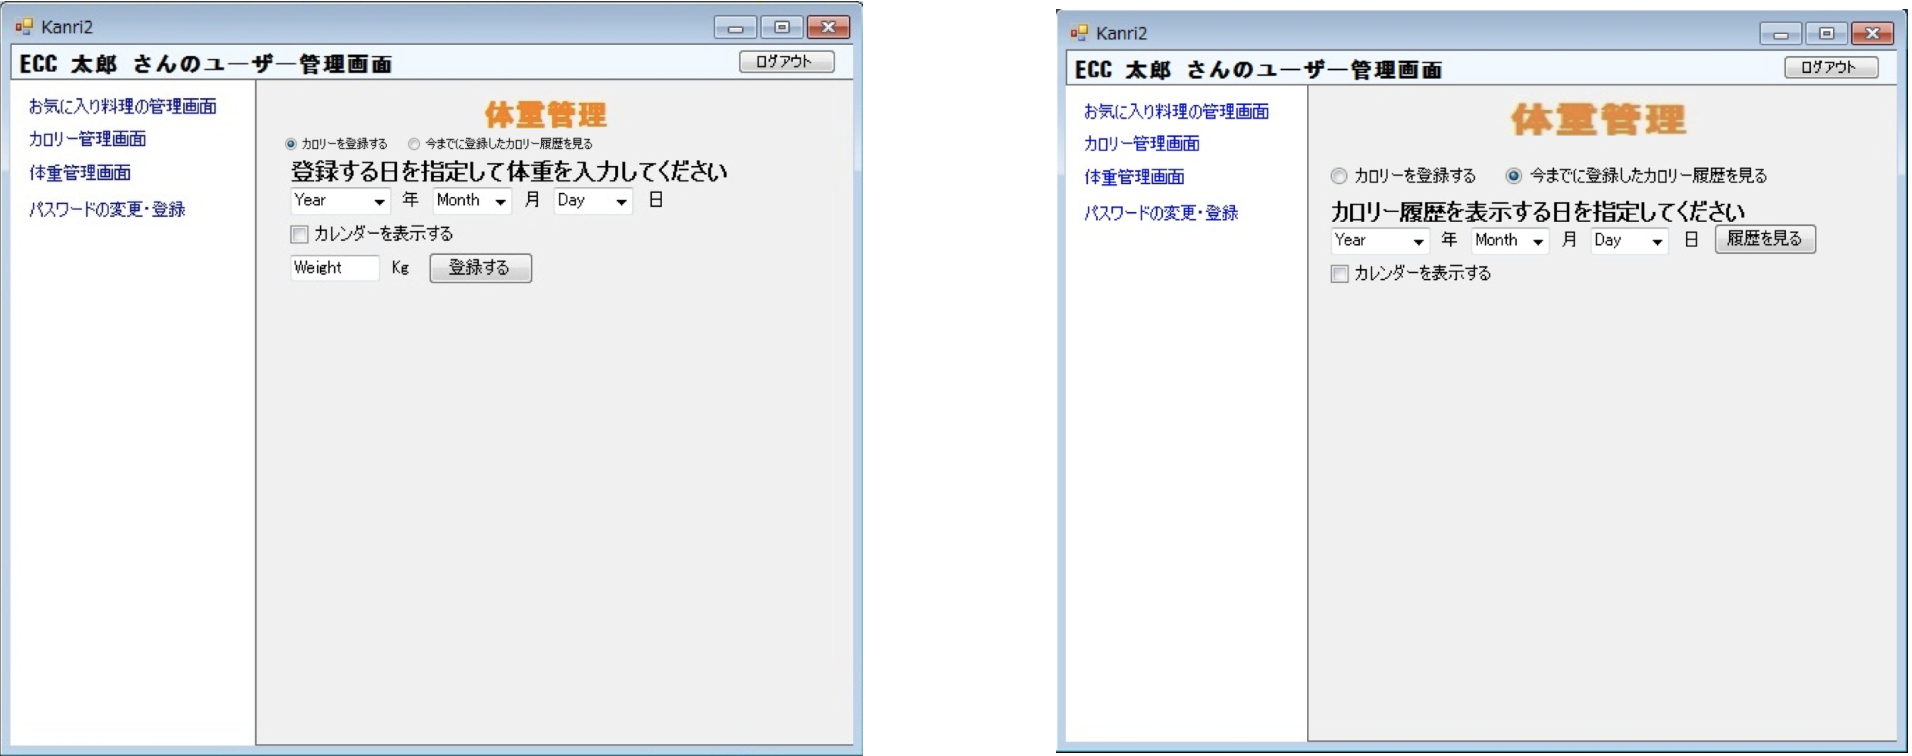 Kanri2
ECC 太郎 さんのユーザー管理画面
ログアウト
お気に入り料理の管理画面
カロリー管理画面
体重管理画面
パスワードの変更・登録
体重管理
カロリーを登録する 今までに登録したカロリー履歴を見る
登録する日を指定して体重を入力してください
Year 年 Month 月 Day 日
カレンダーを表示する
Weight Kg 登録する
Kanri2
ECC 太郎 さんのユーザー管理画面
ログアウト
お気に入り料理の管理画面
カロリー管理画面
体重管理画面
パスワードの変更・登録
体重管理
カロリーを登録する 今までに登録したカロリー履歴を見る
カロリー履歴を表示する日を指定してください
Year 年 Month 月 Day 日 履歴を見る
カレンダーを表示する